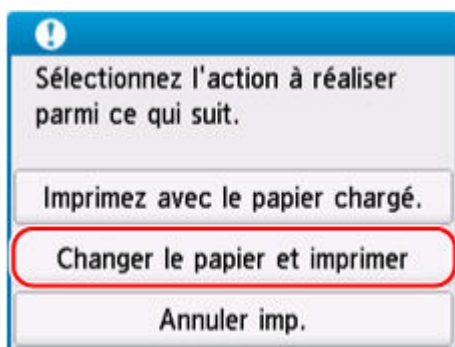 Sélectionnez l'action à réaliser
parmi ce qui suit.
Imprimez avec le papier chargé.
Changer le papier et imprimer
Annuler imp.